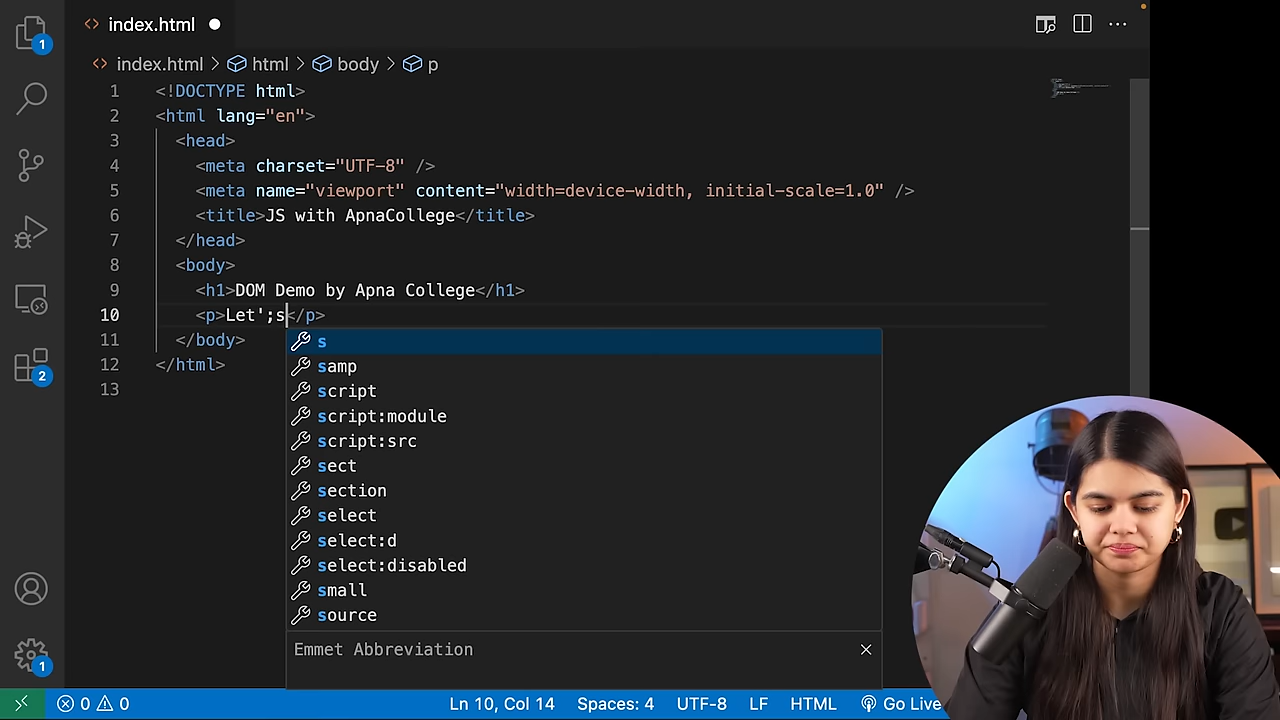 index.html
index.html > html > body > p
1 <!DOCTYPE html>
2 <html lang="en">
3 <head>
4 <meta charset="UTF-8" />
5 <meta name="viewport" content="width=device-width, initial-scale=1.0" />
6 <title>JS with ApnaCollege</title>
7 </head>
8 <body>
9 <h1>DOM Demo by Apna College</h1>
10 <p>Let';s</p>
11 </body>
12 </html>
13
s
samp
script
script:module
script:src
sect
section
select
select:d
select:disabled
small
source
Emmet Abbreviation
1
2
1
0 0 Ln 10, Col 14 Spaces: 4 UTF-8 LF HTML Go Live